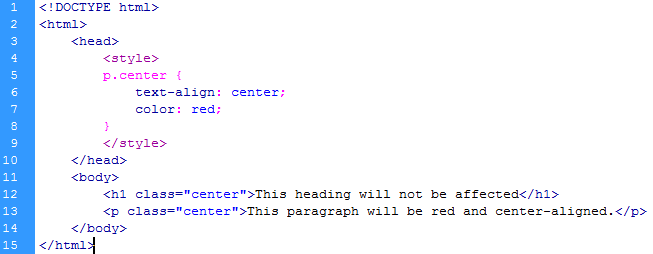 1 <!DOCTYPE html>
2 <html>
3     <head>
4         <style>
5         p.center {
6             text-align: center;
7             color: red;
8         }
9         </style>
10     </head>
11     <body>
12         <h1 class="center">This heading will not be affected</h1>
13         <p class="center">This paragraph will be red and center-aligned.</p>
14     </body>
15 </html>